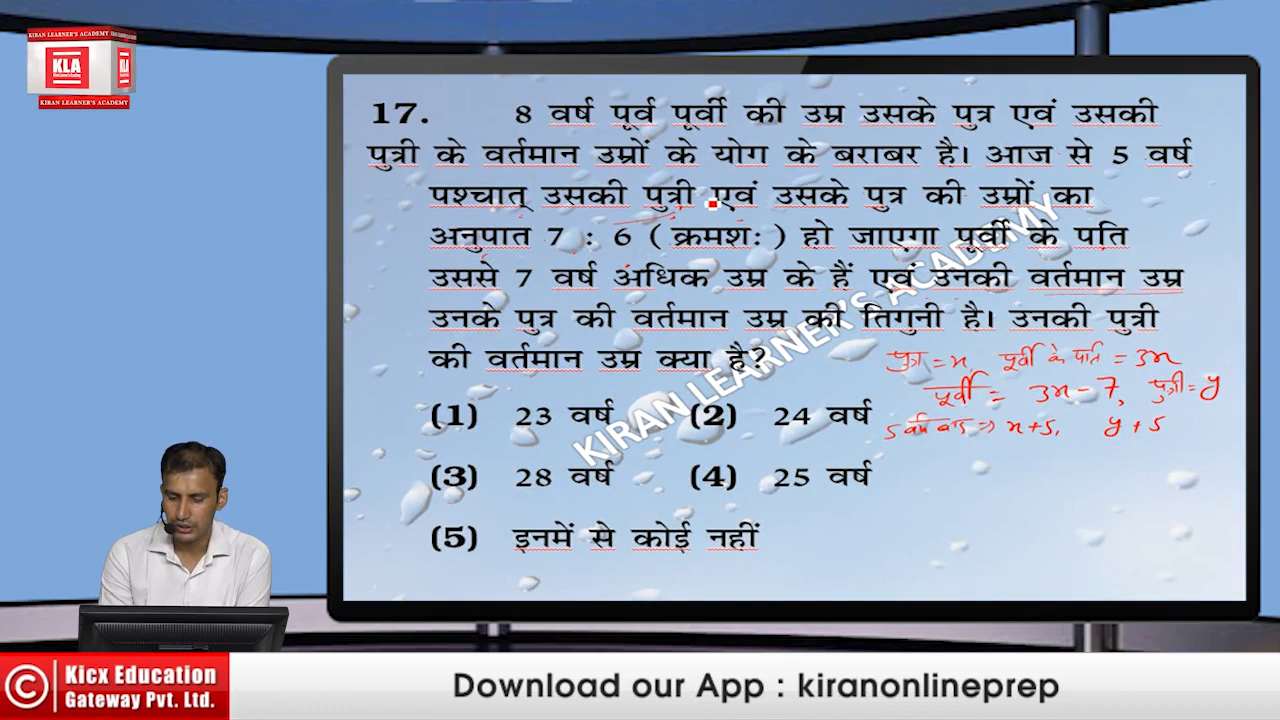 KIRAN LEARNER'S ACADEMY
KLA
KIRAN LEARNER'S ACADEMY
17. 8 वर्ष पूर्व पूर्वी की उम्र उसके पुत्र एवं उसकी
पुत्री के वर्तमान उम्रों के योग के बराबर है। आज से 5 वर्ष
पश्चात् उसकी पुत्री एवं उसके पुत्र की उम्रों का
अनुपात 7 : 6 ( क्रमशः ) हो जाएगा पूर्वी के पति
उससे 7 वर्ष अधिक उम्र के हैं एवं उनकी वर्तमान उम्र
उनके पुत्र की वर्तमान उम्र की तिगुनी है। उनकी पुत्री
की वर्तमान उम्र क्या है?
पुत्र = x, पूर्वी के पति = 3x
पूर्वी = 3x - 7, पुत्री = y
5 वर्ष बाद => x+5, y+5
(1) 23 वर्ष (2) 24 वर्ष
(3) 28 वर्ष (4) 25 वर्ष
(5) इनमें से कोई नहीं
KIRAN LEARNER'S ACADEMY
© Kicx Education
Gateway Pvt. Ltd.
Download our App : kiranonlineprep